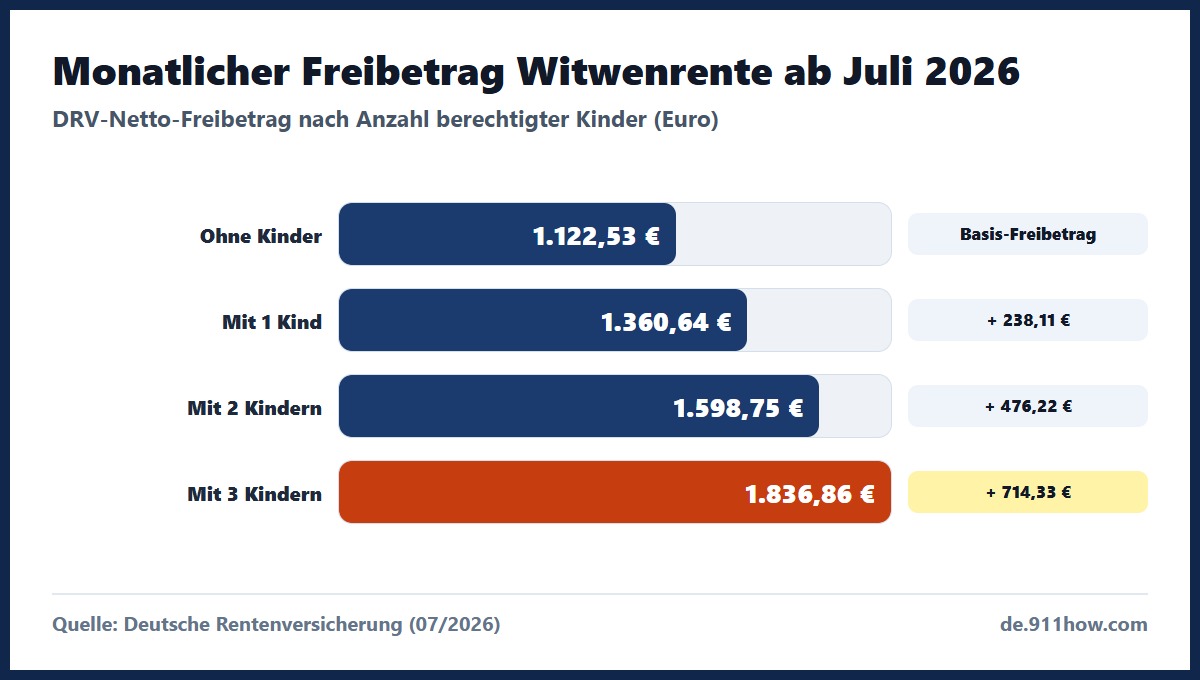 Monatlicher Freibetrag Witwenrente ab Juli 2026
DRV-Netto-Freibetrag nach Anzahl berechtigter Kinder (Euro)
Ohne Kinder 1.122,53 € Basis-Freibetrag
Mit 1 Kind 1.360,64 € + 238,11 €
Mit 2 Kindern 1.598,75 € + 476,22 €
Mit 3 Kindern 1.836,86 € + 714,33 €
Quelle: Deutsche Rentenversicherung (07/2026) de.911how.com